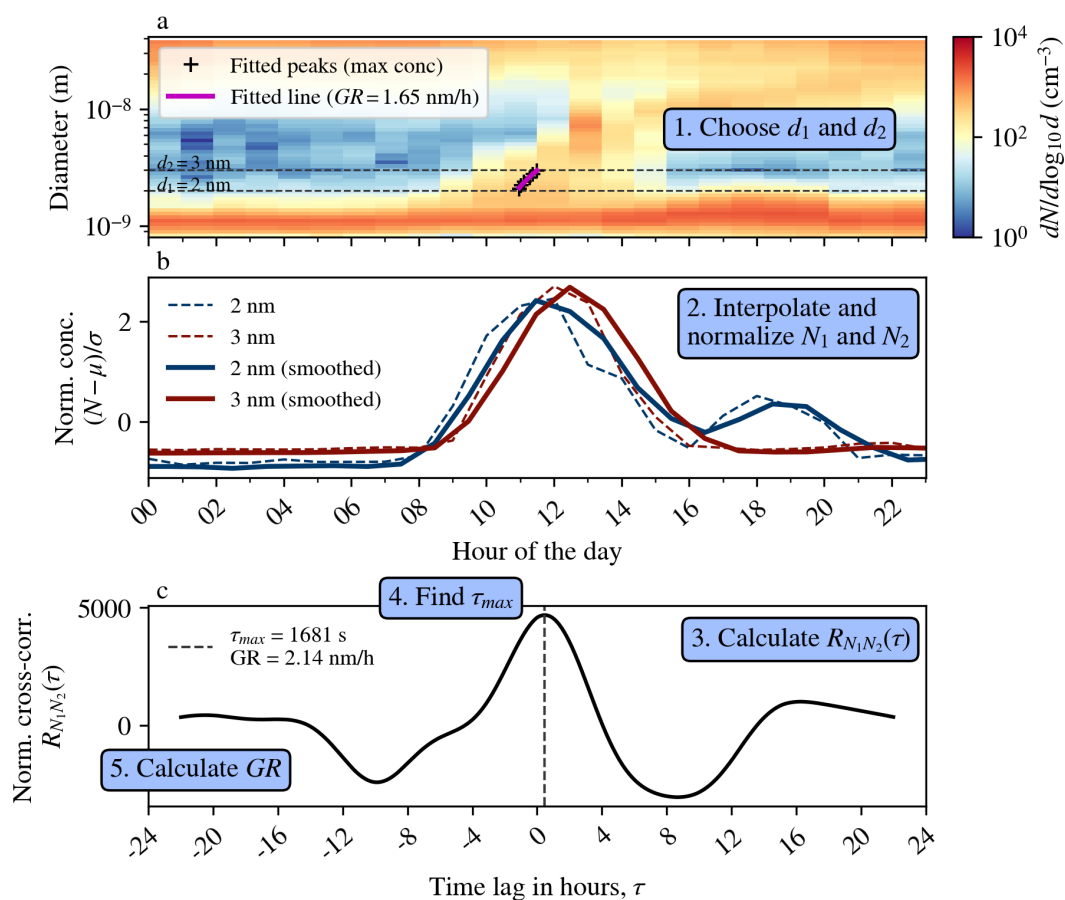 a
Fitted peaks (max conc)
Fitted line (GR = 1.65 nm/h)
1. Choose d₁ and d₂
d₂ = 3 nm
d₁ = 2 nm
Diameter (m)
10⁻⁸
10⁻⁹
10⁴
10²
10⁰
dN/dlog₁₀d (cm⁻³)
b
2 nm
3 nm
2 nm (smoothed)
3 nm (smoothed)
2. Interpolate and
normalize N₁ and N₂
Norm. conc.
(N − μ)/σ
2
0
00 02 04 06 08 10 12 14 16 18 20 22
Hour of the day
c
4. Find τₘₐₓ
τₘₐₓ = 1681 s
GR = 2.14 nm/h
3. Calculate R_{N₁N₂}(τ)
5. Calculate GR
Norm. cross-corr.
R_{N₁N₂}(τ)
5000
0
-24 -20 -16 -12 -8 -4 0 4 8 12 16 20 24
Time lag in hours, τ